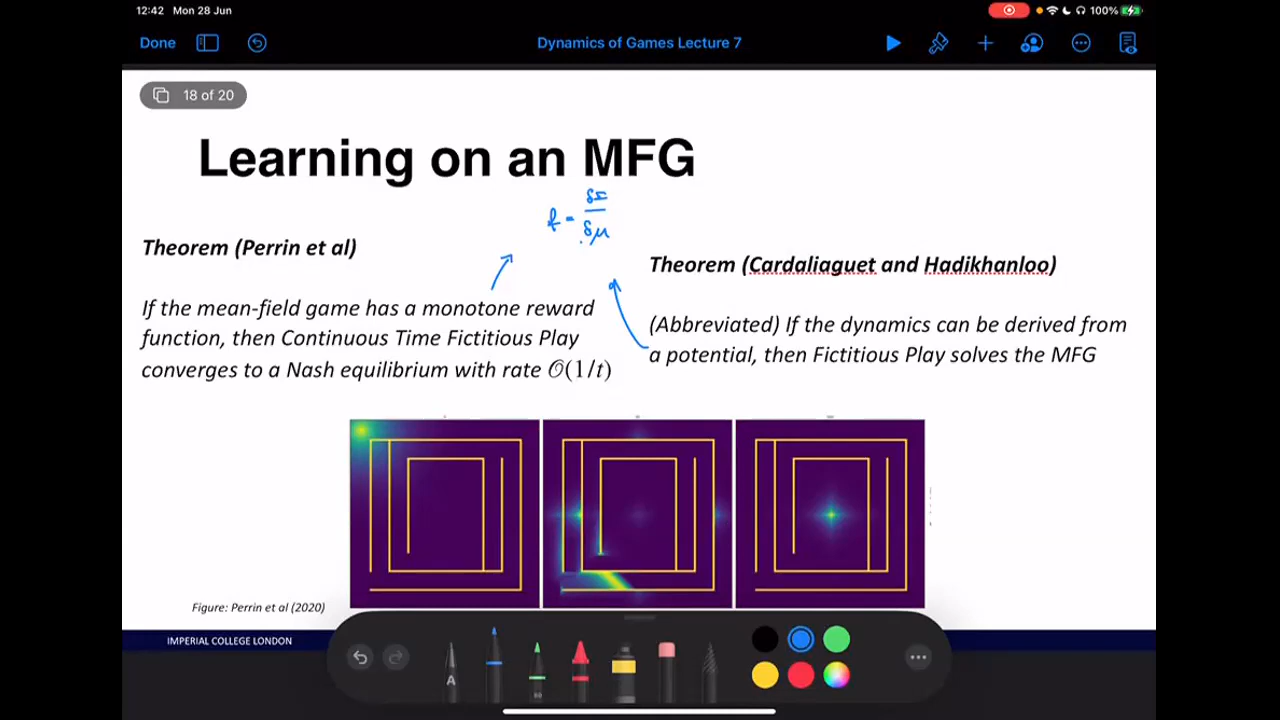 12:42 Mon 28 Jun
100%
Done
Dynamics of Games Lecture 7
18 of 20
Learning on an MFG
Theorem (Perrin et al)
If the mean-field game has a monotone reward
function, then Continuous Time Fictitious Play
converges to a Nash equilibrium with rate 𝒪(1/t)
Theorem (Cardaliaguet and Hadikhanloo)
(Abbreviated) If the dynamics can be derived from
a potential, then Fictitious Play solves the MFG
Figure: Perrin et al (2020)
IMPERIAL COLLEGE LONDON
A